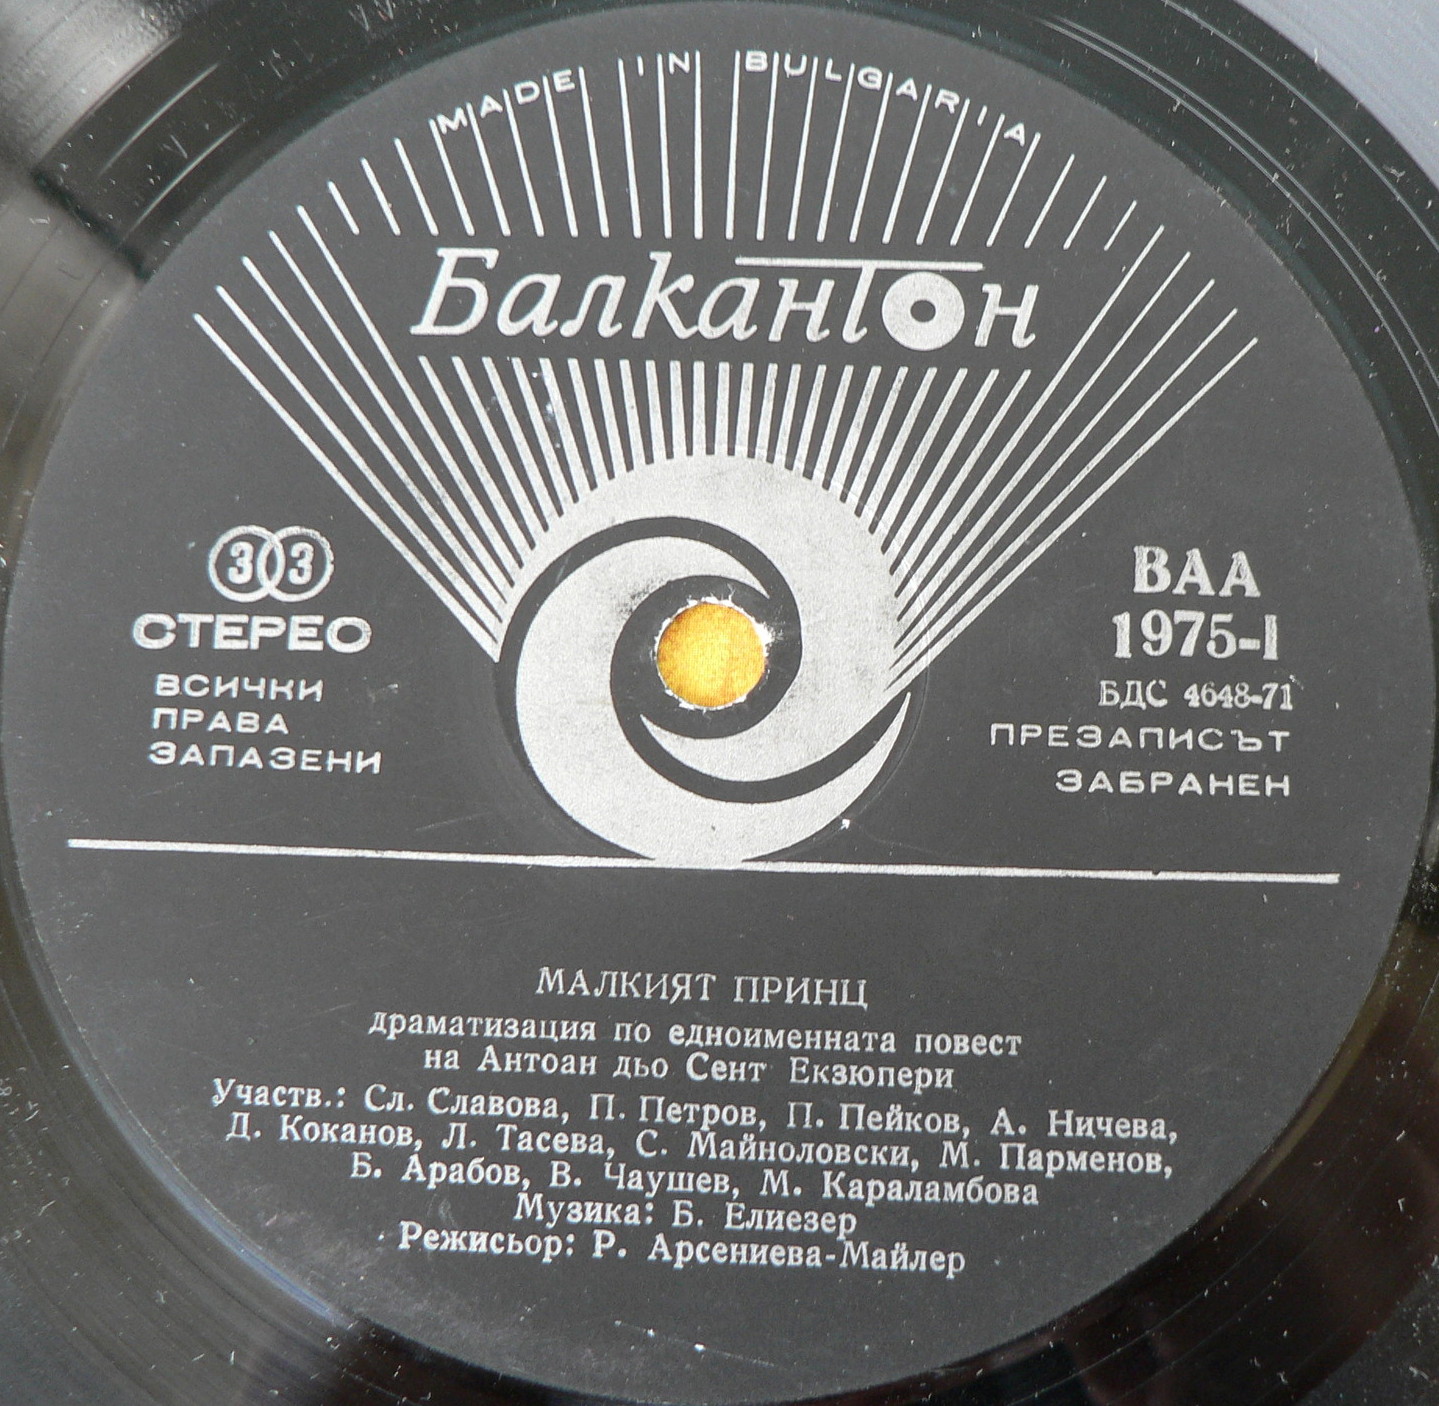 MADE IN BULGARIA
Балкантон
33
СТЕРЕО
ВСИЧКИ
ПРАВА
ЗАПАЗЕНИ
ВАА
1975-I
БДС 4648-71
ПРЕЗАПИСЪТ
ЗАБРАНЕН
МАЛКИЯТ ПРИНЦ
драматизация по едноименната повест
на Антоан дьо Сент Екзюпери
Участв.: Сл. Славова, П. Петров, П. Пейков, А. Ничева,
Д. Коканов, Л. Тасева, С. Майноловски, М. Парменов,
Б. Арабов, В. Чаушев, М. Караламбова
Музика: Б. Елиезер
Режисьор: Р. Арсениева-Майлер